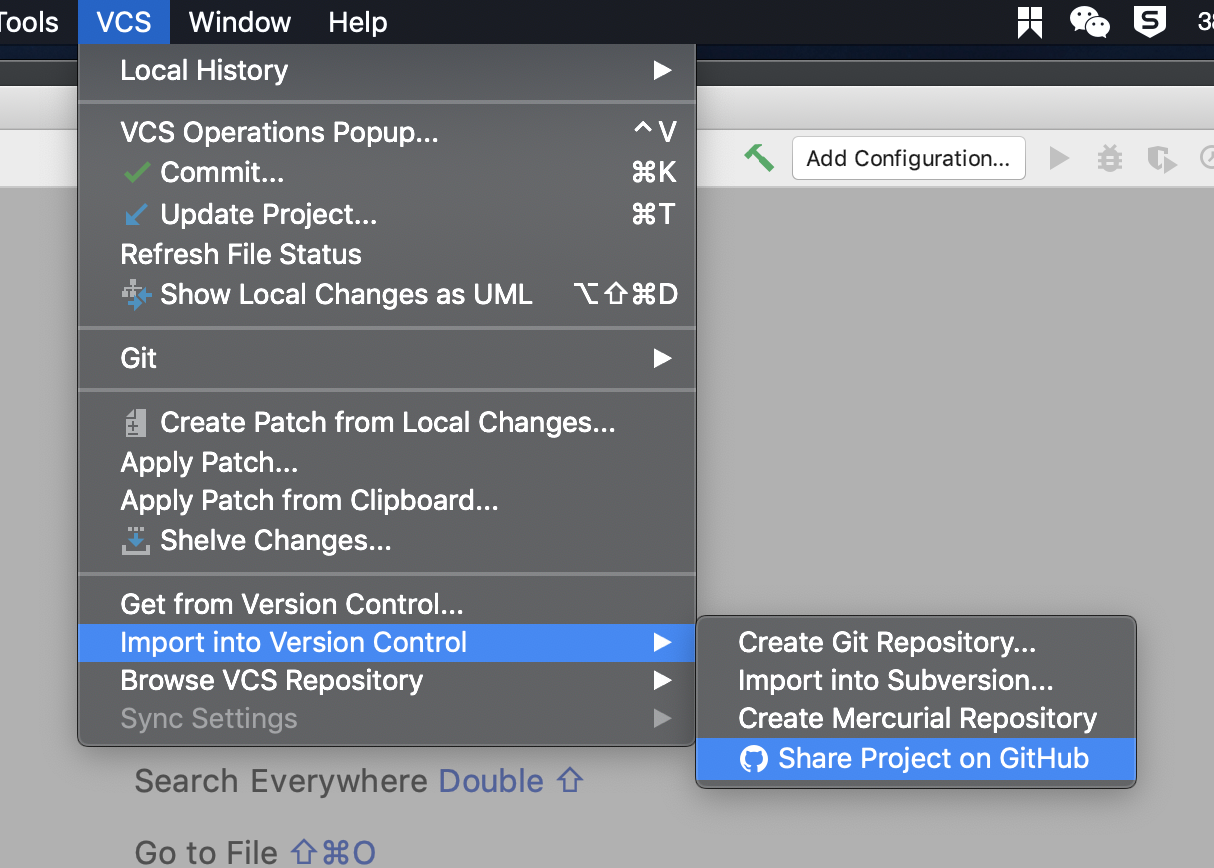 Tools VCS Window Help
Local History
VCS Operations Popup... ^V
Commit... ⌘K
Update Project... ⌘T
Refresh File Status
Show Local Changes as UML ⌥⇧⌘D
Git
Create Patch from Local Changes...
Apply Patch...
Apply Patch from Clipboard...
Shelve Changes...
Get from Version Control...
Import into Version Control
Browse VCS Repository
Sync Settings
Create Git Repository...
Import into Subversion...
Create Mercurial Repository
Share Project on GitHub
Add Configuration...
Search Everywhere Double ⇧
Go to File ⇧⌘O